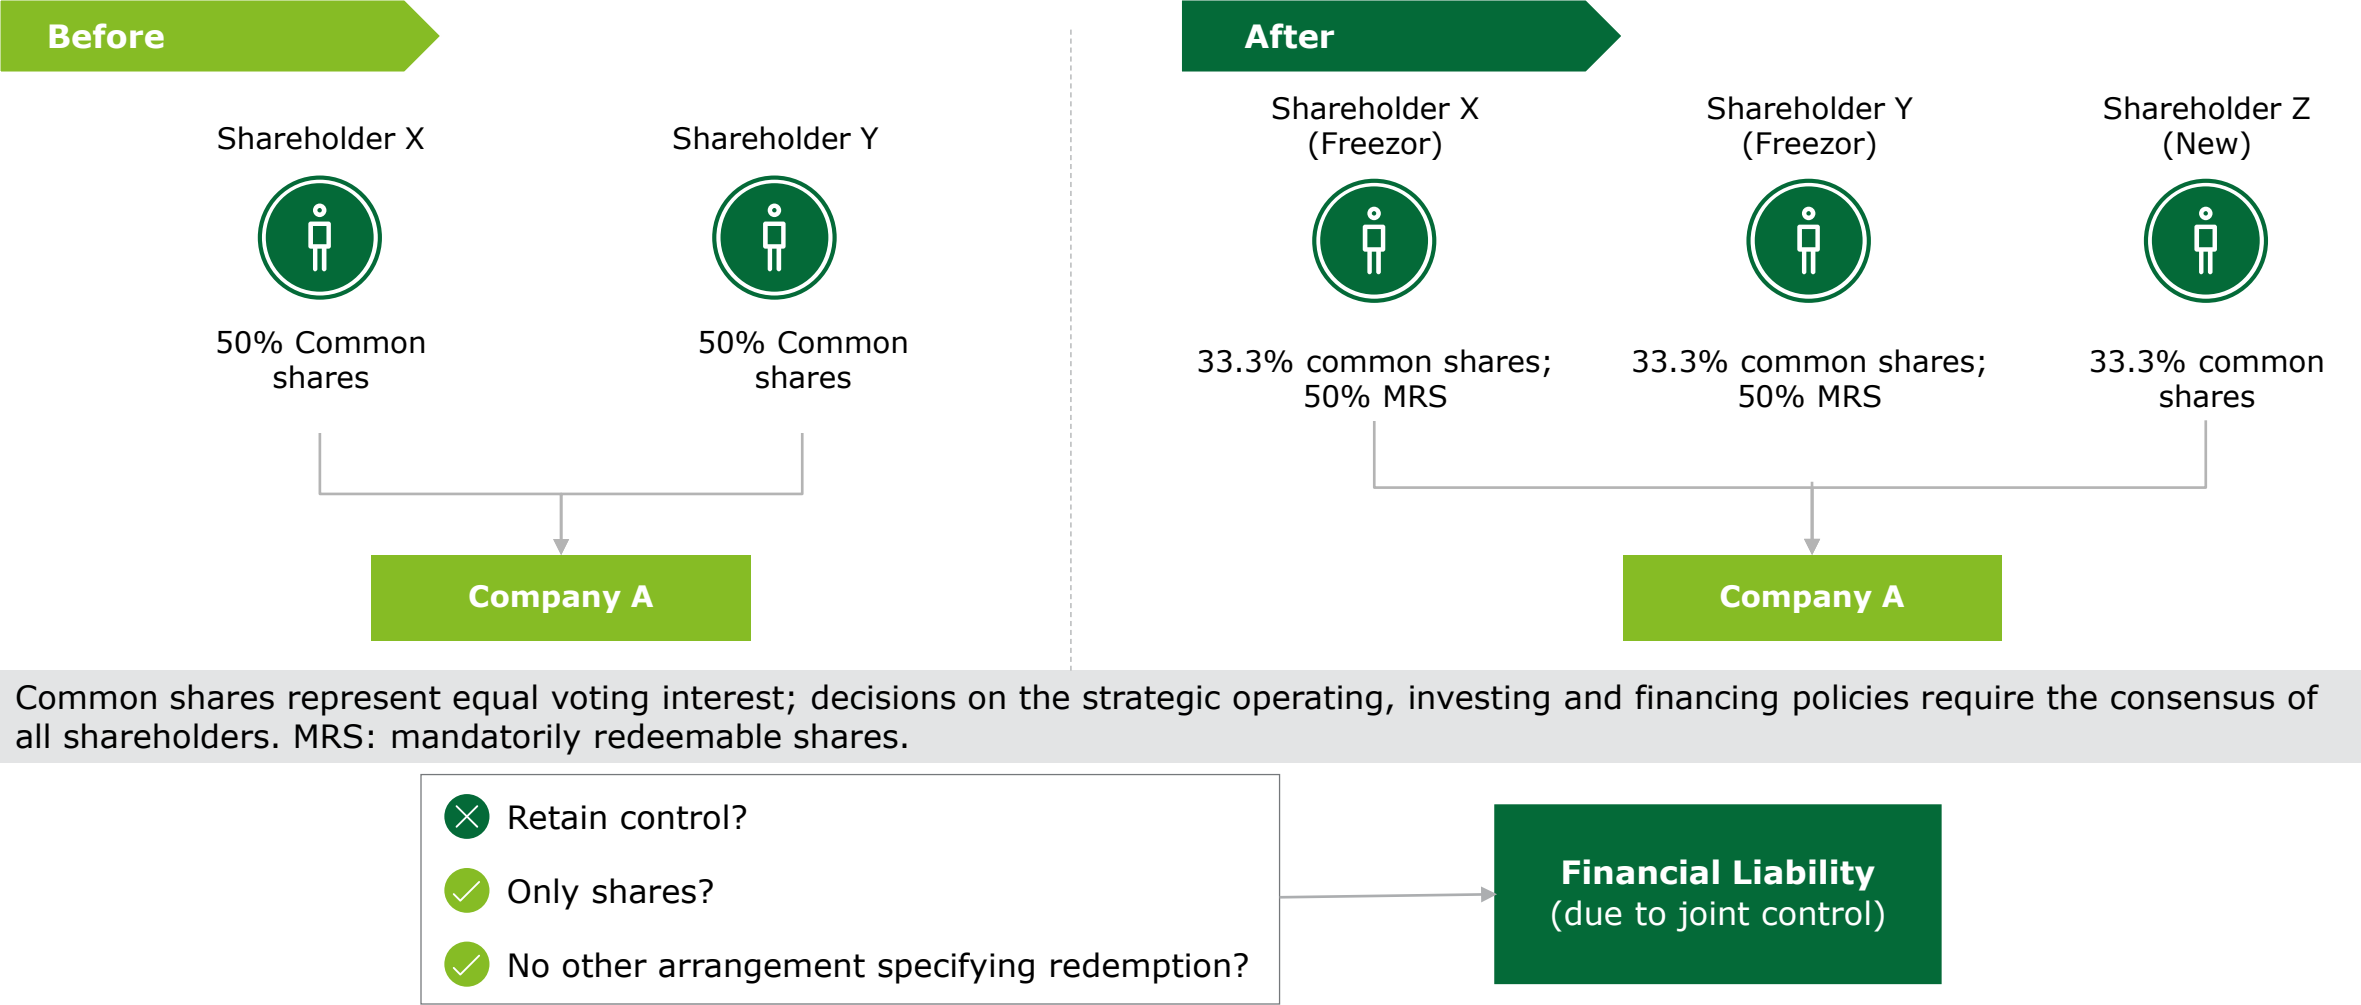 Before
Shareholder X
Shareholder Y
50% Common
shares
50% Common
shares
Company A
After
Shareholder X
(Freezor)
Shareholder Y
(Freezor)
Shareholder Z
(New)
33.3% common shares;
50% MRS
33.3% common shares;
50% MRS
33.3% common
shares
Company A
Common shares represent equal voting interest; decisions on the strategic operating, investing and financing policies require the consensus of
all shareholders. MRS: mandatorily redeemable shares.
Retain control?
Only shares?
No other arrangement specifying redemption?
Financial Liability
(due to joint control)